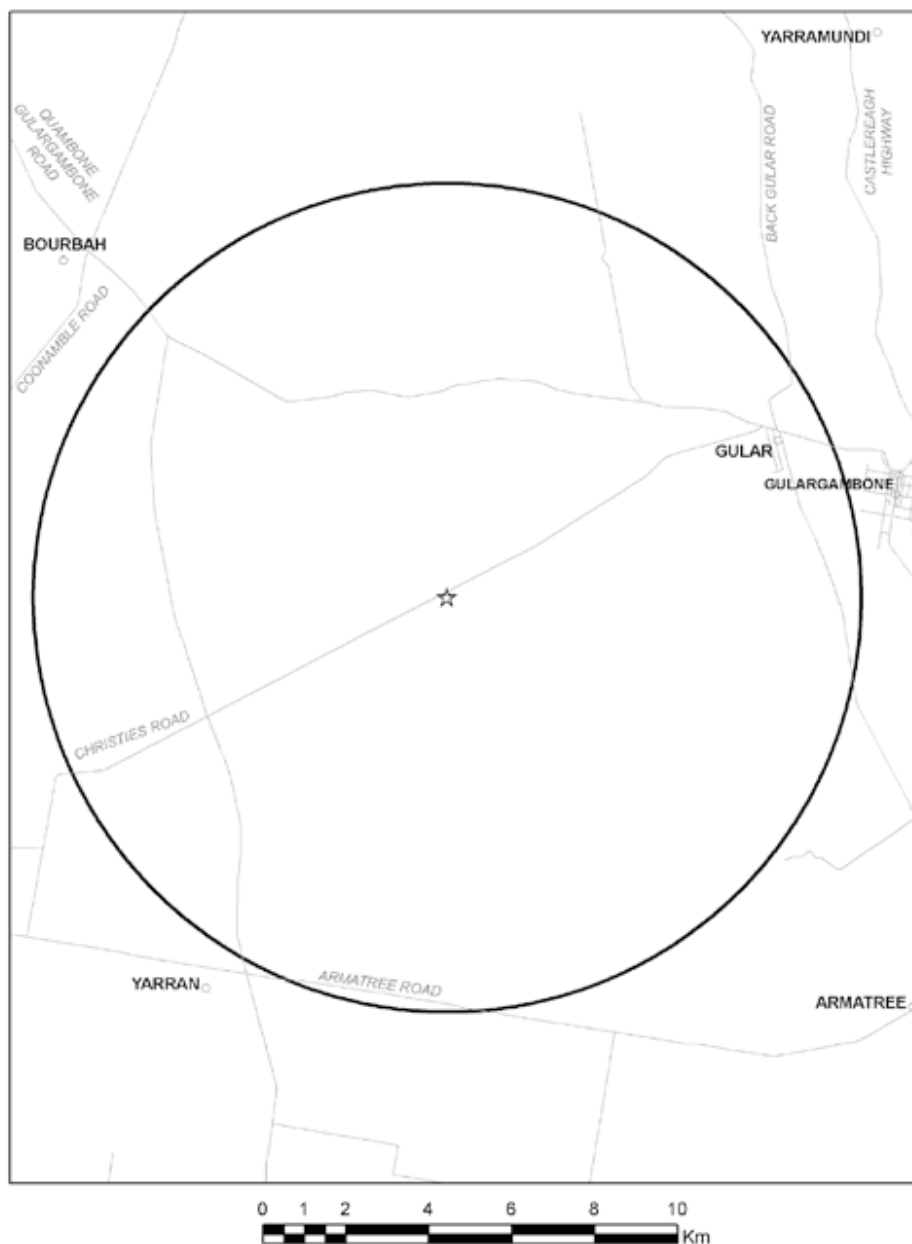 YARRAMUNDI
QUAMBONE
GULARGAMBONE
ROAD
BACK GULAR ROAD
CASTLEREAGH
HIGHWAY
BOURBAH
COONAMBLE ROAD
GULAR
GULARGAMBONE
CHRISTIES ROAD
ARMATREE ROAD
YARRAN
ARMATREE
0 1 2 4 6 8 10
Km